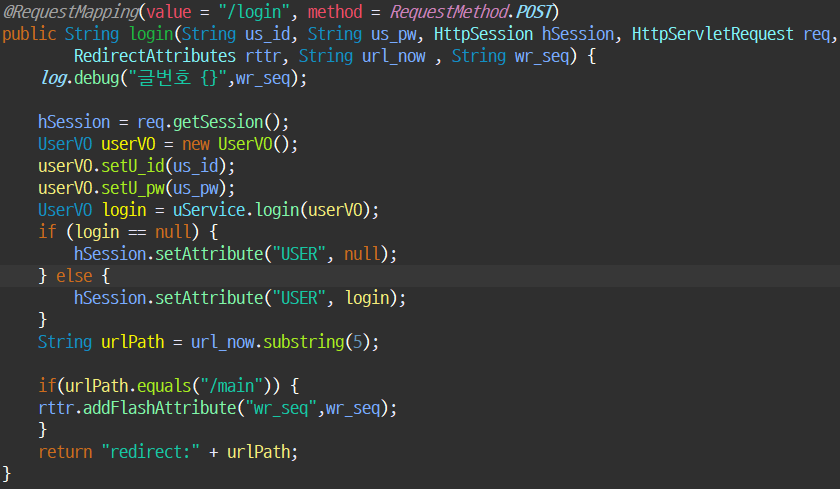 @RequestMapping(value = "/login", method = RequestMethod.POST)
public String login(String us_id, String us_pw, HttpSession hSession, HttpServletRequest req,
        RedirectAttributes rttr, String url_now , String wr_seq) {
    log.debug("글번호 {}",wr_seq);

    hSession = req.getSession();
    UserVO userVO = new UserVO();
    userVO.setU_id(us_id);
    userVO.setU_pw(us_pw);
    UserVO login = uService.login(userVO);
    if (login == null) {
        hSession.setAttribute("USER", null);
    } else {
        hSession.setAttribute("USER", login);
    }
    String urlPath = url_now.substring(5);

    if(urlPath.equals("/main")) {
    rttr.addFlashAttribute("wr_seq",wr_seq);
    }
    return "redirect:" + urlPath;
}